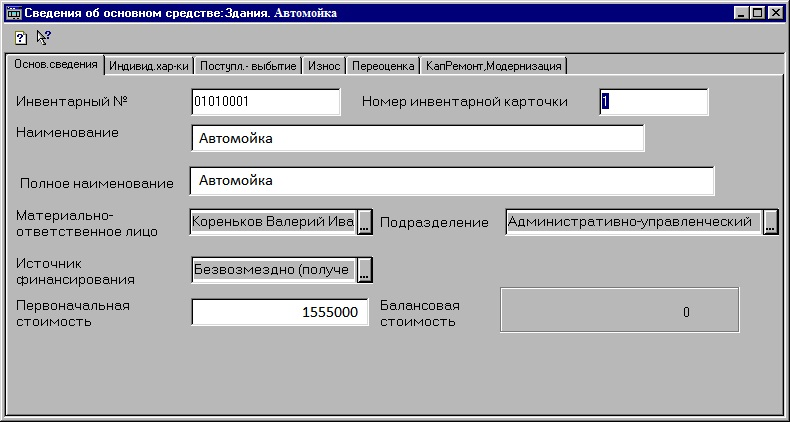 Сведения об основном средстве:Здания. Автомойка
Основ.сведения Индивид.хар-ки Поступл.- выбытие Износ Переоценка КапРемонт,Модернизация
Инвентарный № 01010001 Номер инвентарной карточки 1
Наименование Автомойка
Полное наименование Автомойка
Материально-
ответственное лицо Кореньков Валерий Ива ... Подразделение Административно-управленческий ...
Источник
финансирования Безвозмездно (получе ...
Первоначальная
стоимость 1555000 Балансовая
стоимость 0